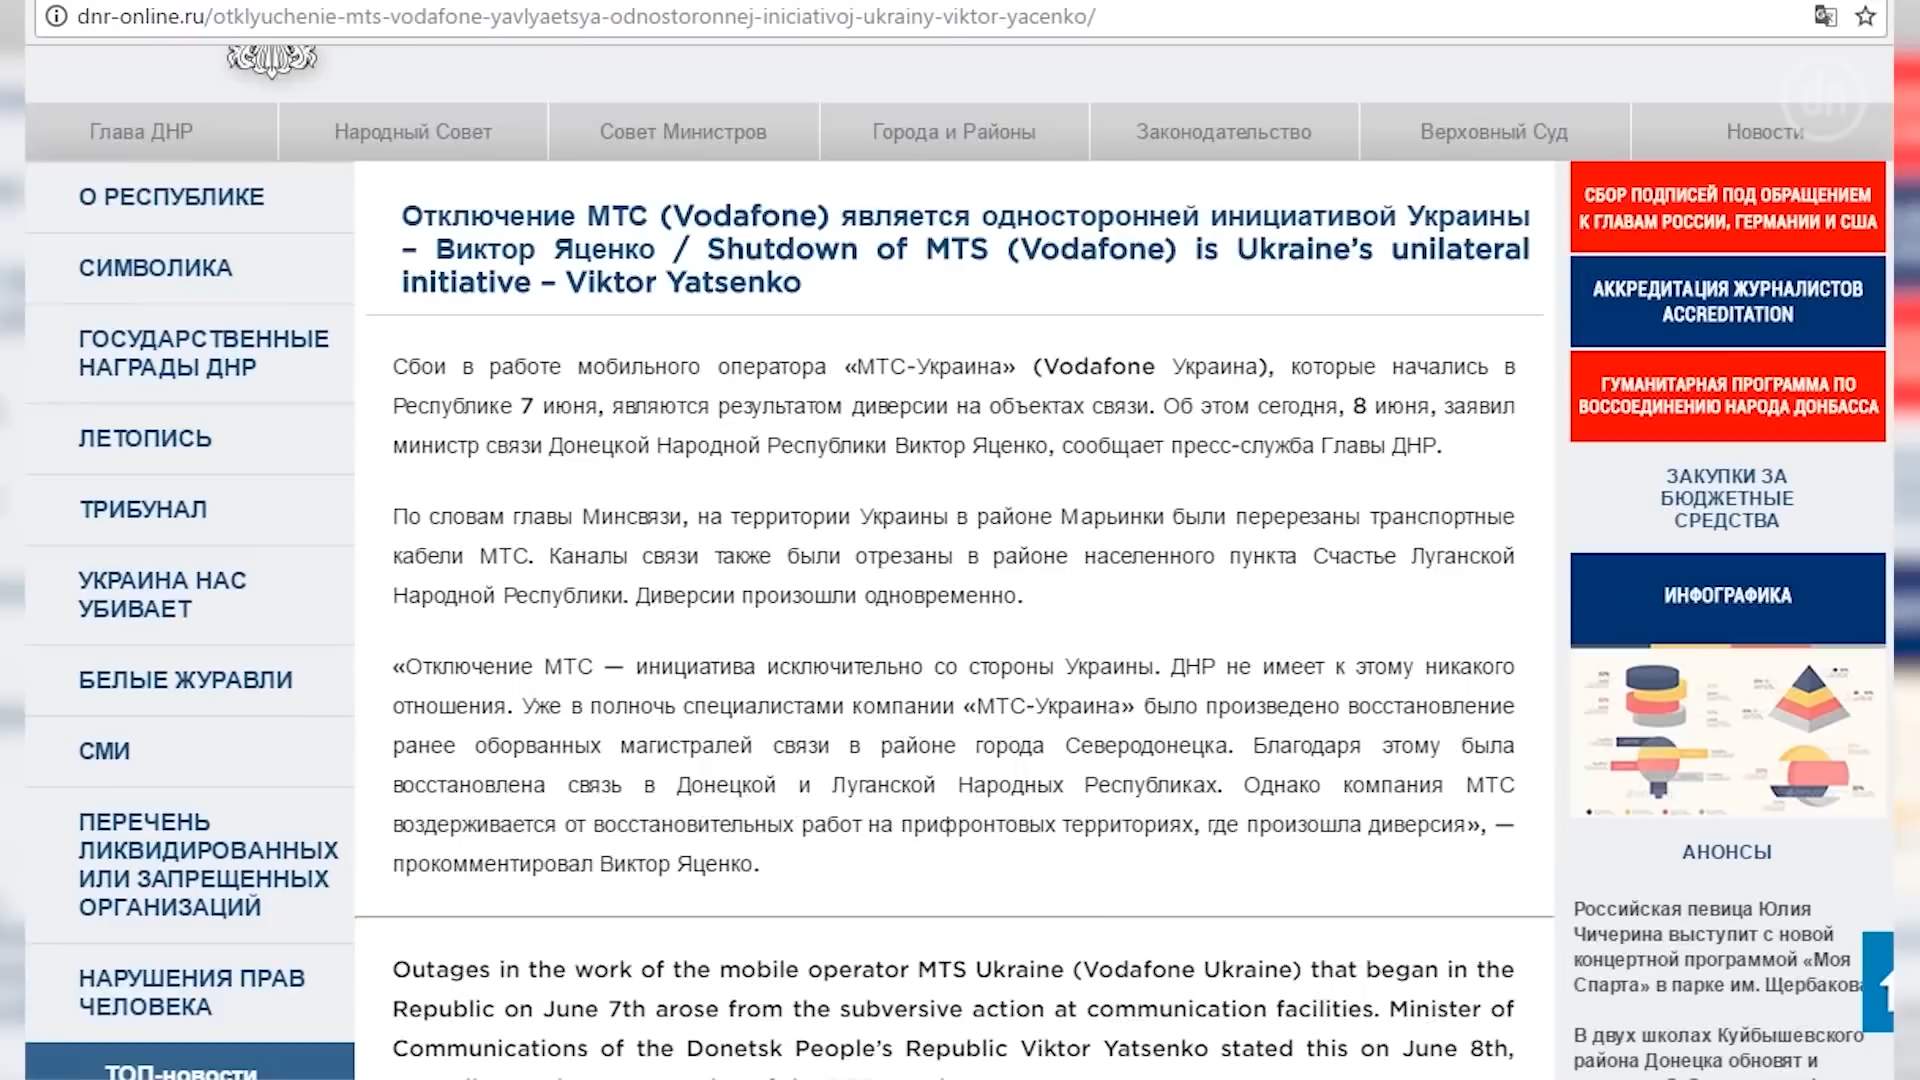 dnr-online.ru/otklyuchenie-mts-vodafone-yavlyaetsya-odnostoronnej-iniciativoj-ukrainy-viktor-yacenko/
dn
Глава ДНР
Народный Совет
Совет Министров
Города и Районы
Законодательство
Верховный Суд
Новости
О РЕСПУБЛИКЕ
СИМВОЛИКА
ГОСУДАРСТВЕННЫЕ
НАГРАДЫ ДНР
ЛЕТОПИСЬ
ТРИБУНАЛ
УКРАИНА НАС
УБИВАЕТ
БЕЛЫЕ ЖУРАВЛИ
СМИ
ПЕРЕЧЕНЬ
ЛИКВИДИРОВАННЫХ
ИЛИ ЗАПРЕЩЕННЫХ
ОРГАНИЗАЦИЙ
НАРУШЕНИЯ ПРАВ
ЧЕЛОВЕКА
ТОП-новости
Отключение МТС (Vodafone) является односторонней инициативой Украины
– Виктор Яценко / Shutdown of MTS (Vodafone) is Ukraine’s unilateral
initiative – Viktor Yatsenko
Сбои в работе мобильного оператора «МТС-Украина» (Vodafone Украина), которые начались в
Республике 7 июня, являются результатом диверсии на объектах связи. Об этом сегодня, 8 июня, заявил
министр связи Донецкой Народной Республики Виктор Яценко, сообщает пресс-служба Главы ДНР.
По словам главы Минсвязи, на территории Украины в районе Марьинки были перерезаны транспортные
кабели МТС. Каналы связи также были отрезаны в районе населенного пункта Счастье Луганской
Народной Республики. Диверсии произошли одновременно.
«Отключение МТС — инициатива исключительно со стороны Украины. ДНР не имеет к этому никакого
отношения. Уже в полночь специалистами компании «МТС-Украина» было произведено восстановление
ранее оборванных магистралей связи в районе города Северодонецка. Благодаря этому была
восстановлена связь в Донецкой и Луганской Народных Республиках. Однако компания МТС
воздерживается от восстановительных работ на прифронтовых территориях, где произошла диверсия», —
прокомментировал Виктор Яценко.
Outages in the work of the mobile operator MTS Ukraine (Vodafone Ukraine) that began in the
Republic on June 7th arose from the subversive action at communication facilities. Minister of
Communications of the Donetsk People’s Republic Viktor Yatsenko stated this on June 8th,
СБОР ПОДПИСЕЙ ПОД ОБРАЩЕНИЕМ
К ГЛАВАМ РОССИИ, ГЕРМАНИИ И США
АККРЕДИТАЦИЯ ЖУРНАЛИСТОВ
ACCREDITATION
ГУМАНИТАРНАЯ ПРОГРАММА ПО
ВОССОЕДИНЕНИЮ НАРОДА ДОНБАССА
ЗАКУПКИ ЗА
БЮДЖЕТНЫЕ
СРЕДСТВА
ИНФОГРАФИКА
АНОНСЫ
Российская певица Юлия
Чичерина выступит с новой
концертной программой «Моя
Спарта» в парке им. Щербакова
В двух школах Куйбышевского
района Донецка обновят и